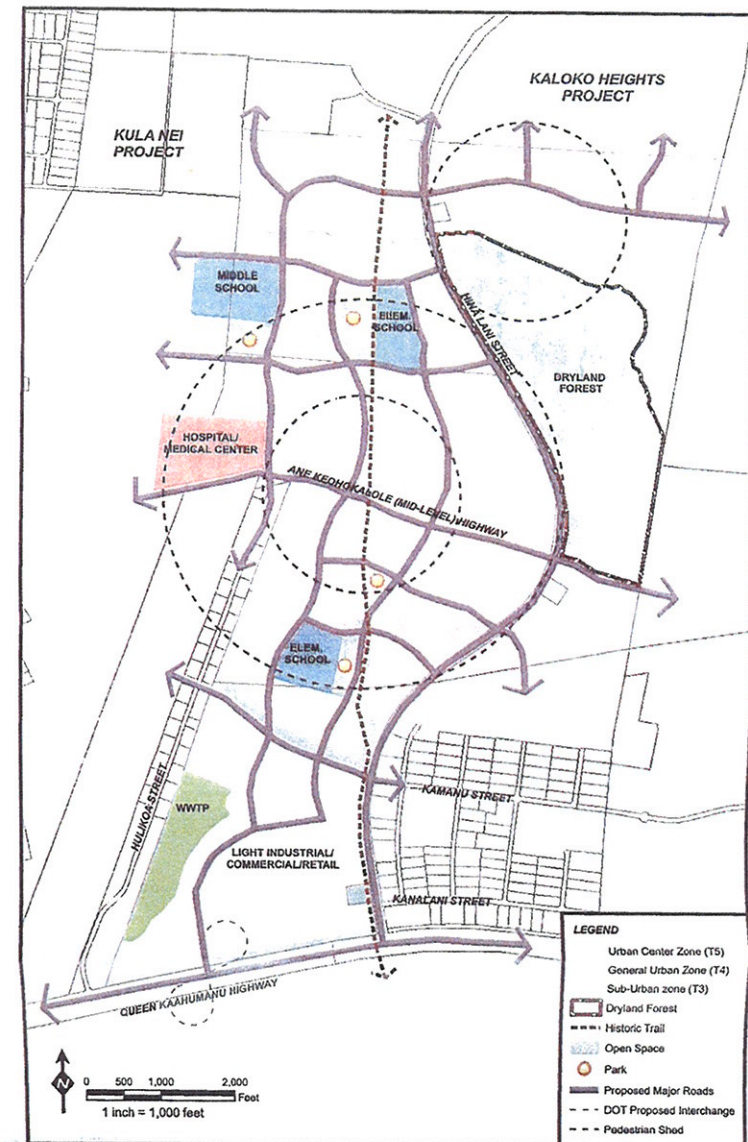 KALOKO HEIGHTS
PROJECT
KULA NEI
PROJECT
MIDDLE
SCHOOL
ELEM.
SCHOOL
HINA LANI STREET
DRYLAND
FOREST
HOSPITAL/
MEDICAL CENTER
ANE KEOHOKALOLE (MID-LEVEL) HIGHWAY
ELEM.
SCHOOL
HULIKOA STREET
WWTP
KAMANU STREET
LIGHT INDUSTRIAL/
COMMERCIAL/RETAIL
KANALANI STREET
QUEEN KAAHUMANU HIGHWAY
LEGEND
Urban Center Zone (T5)
General Urban Zone (T4)
Sub-Urban zone (T3)
Dryland Forest
Historic Trail
Open Space
Park
Proposed Major Roads
DOT Proposed Interchange
Pedestrian Shed
N
0 500 1,000 2,000
Feet
1 inch = 1,000 feet